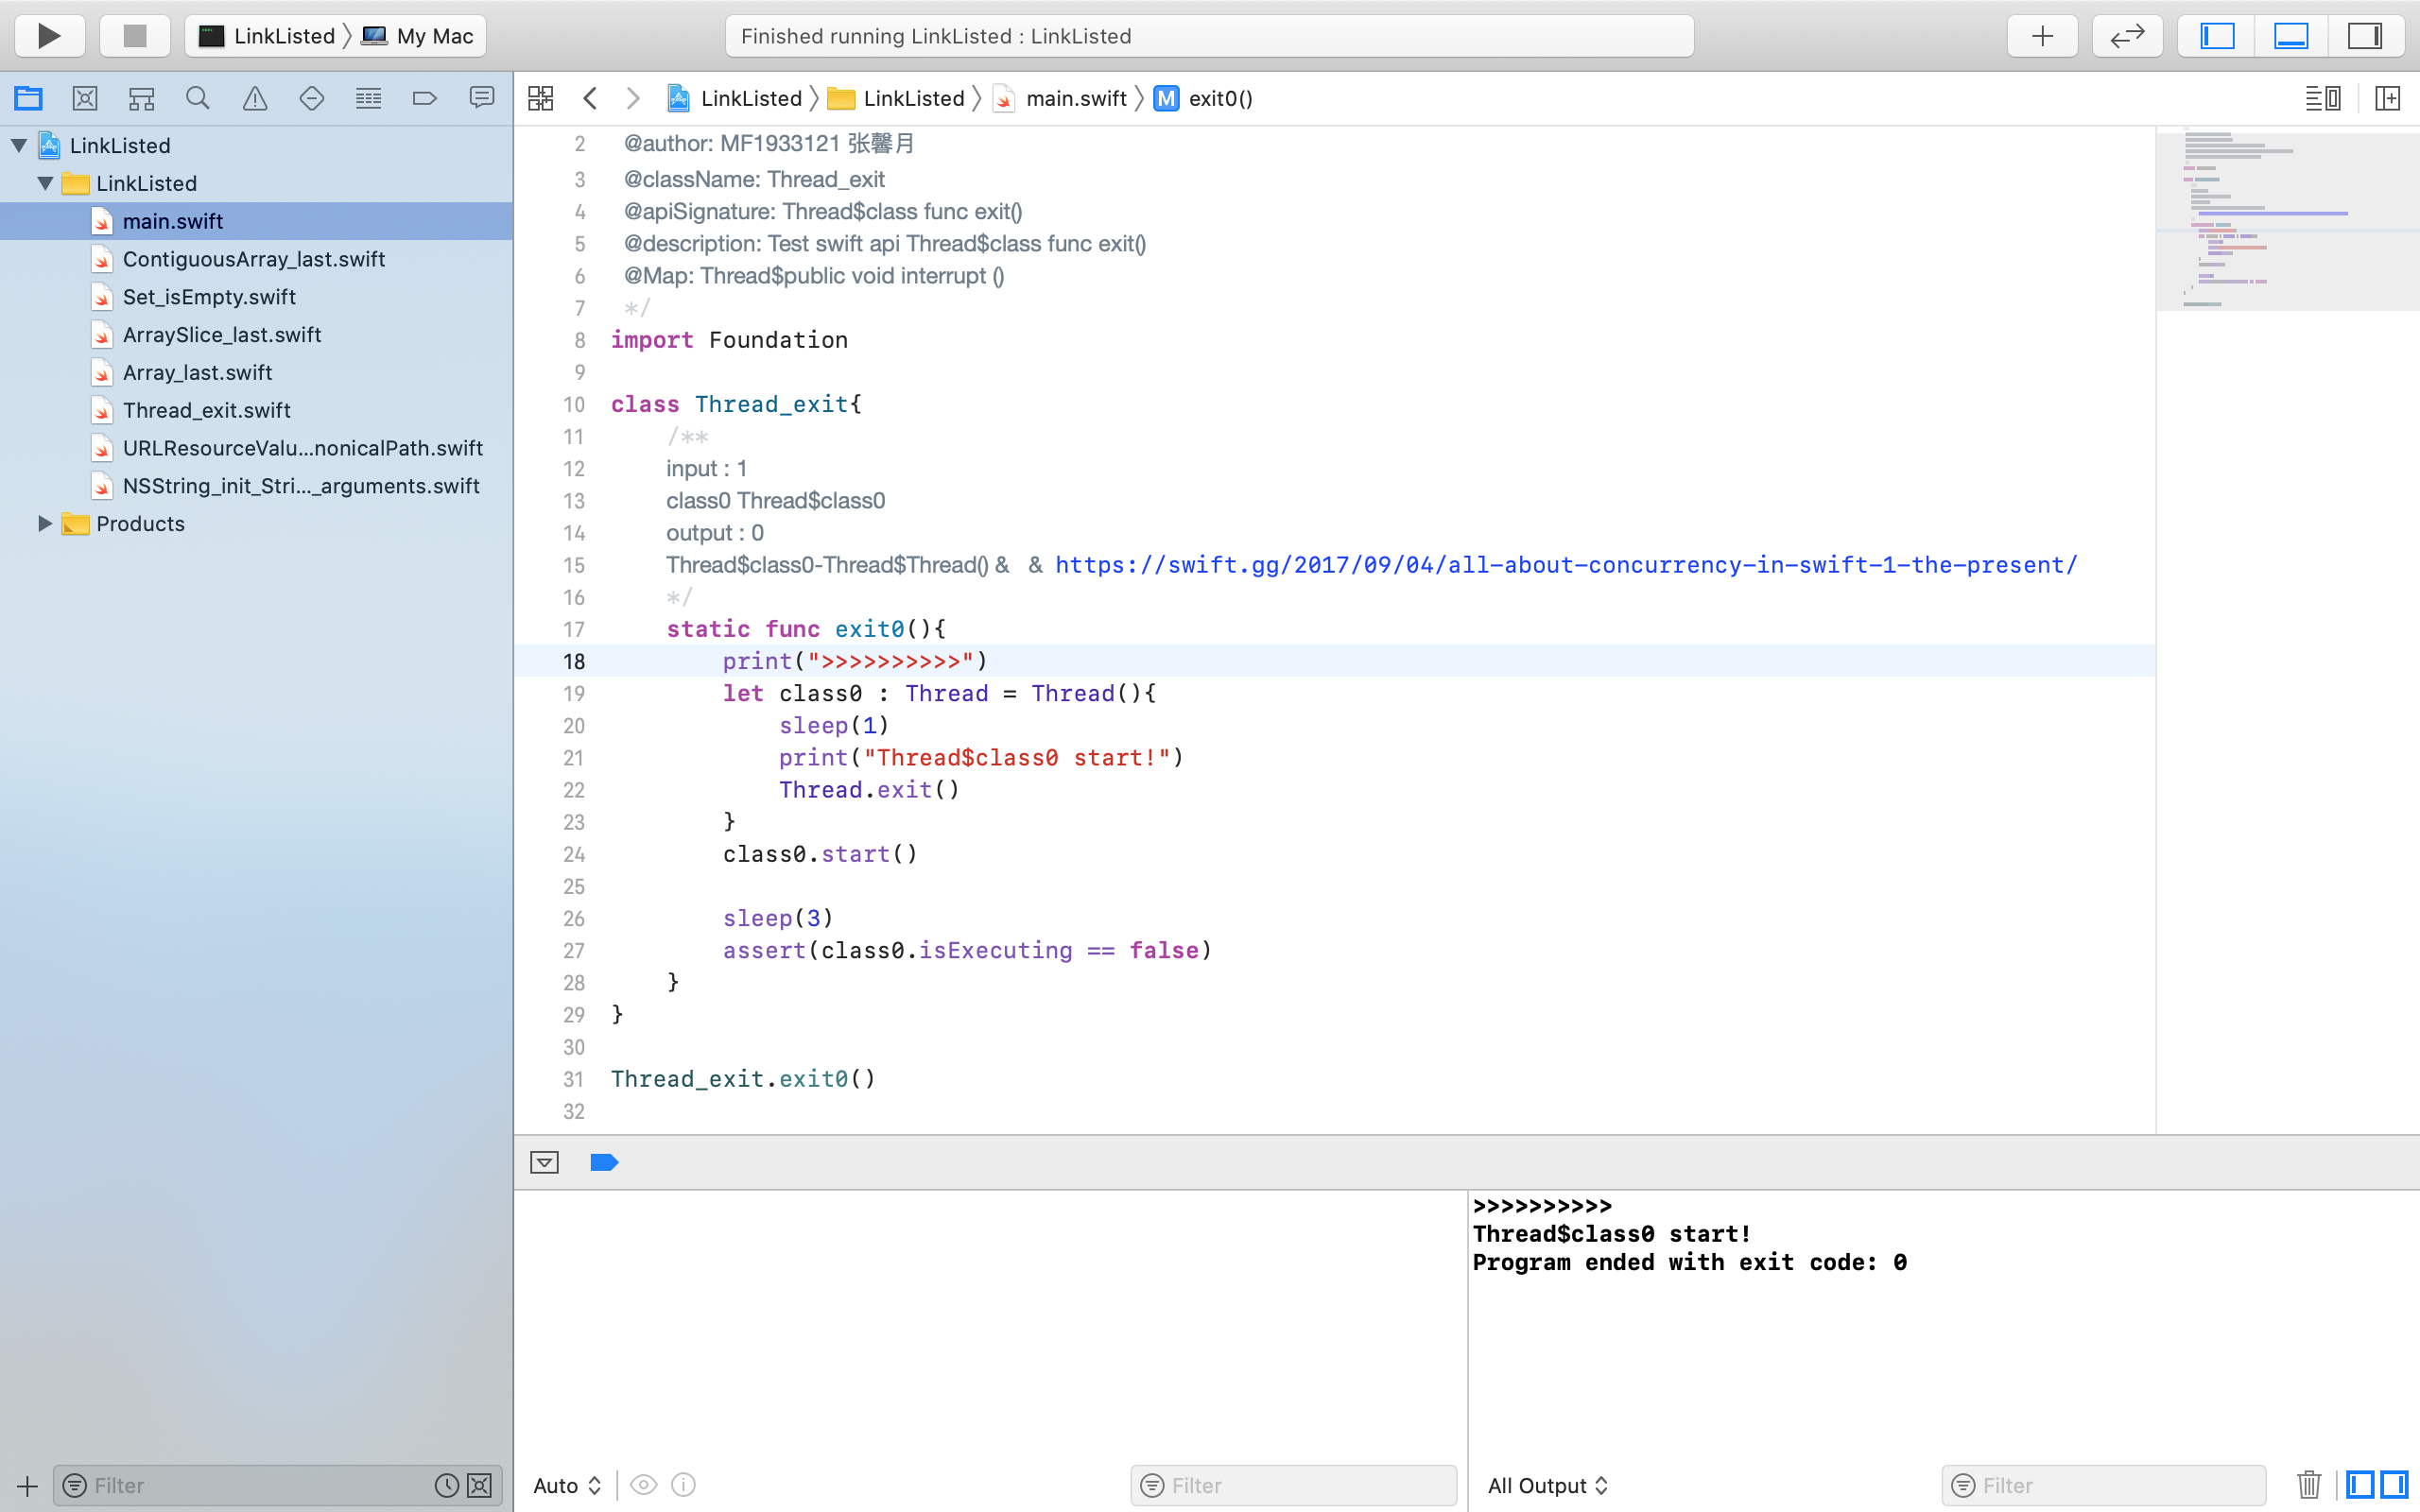 LinkListed 〉 My Mac
Finished running LinkListed : LinkListed
LinkListed 〉 LinkListed 〉 main.swift 〉 M exit0()
LinkListed
LinkListed
main.swift
ContiguousArray_last.swift
Set_isEmpty.swift
ArraySlice_last.swift
Array_last.swift
Thread_exit.swift
URLResourceValu...nonicalPath.swift
NSString_init_Stri..._arguments.swift
Products
Filter
2 @author: MF1933121 张馨月
3 @className: Thread_exit
4 @apiSignature: Thread$class func exit()
5 @description: Test swift api Thread$class func exit()
6 @Map: Thread$public void interrupt ()
7 */
8 import Foundation
9
10 class Thread_exit{
11 /**
12 input : 1
13 class0 Thread$class0
14 output : 0
15 Thread$class0-Thread$Thread() & & https://swift.gg/2017/09/04/all-about-concurrency-in-swift-1-the-present/
16 */
17 static func exit0(){
18 print(">>>>>>>>>>")
19 let class0 : Thread = Thread(){
20 sleep(1)
21 print("Thread$class0 start!")
22 Thread.exit()
23 }
24 class0.start()
25
26 sleep(3)
27 assert(class0.isExecuting == false)
28 }
29 }
30
31 Thread_exit.exit0()
32
Auto
Filter
>>>>>>>>>>
Thread$class0 start!
Program ended with exit code: 0
All Output
Filter